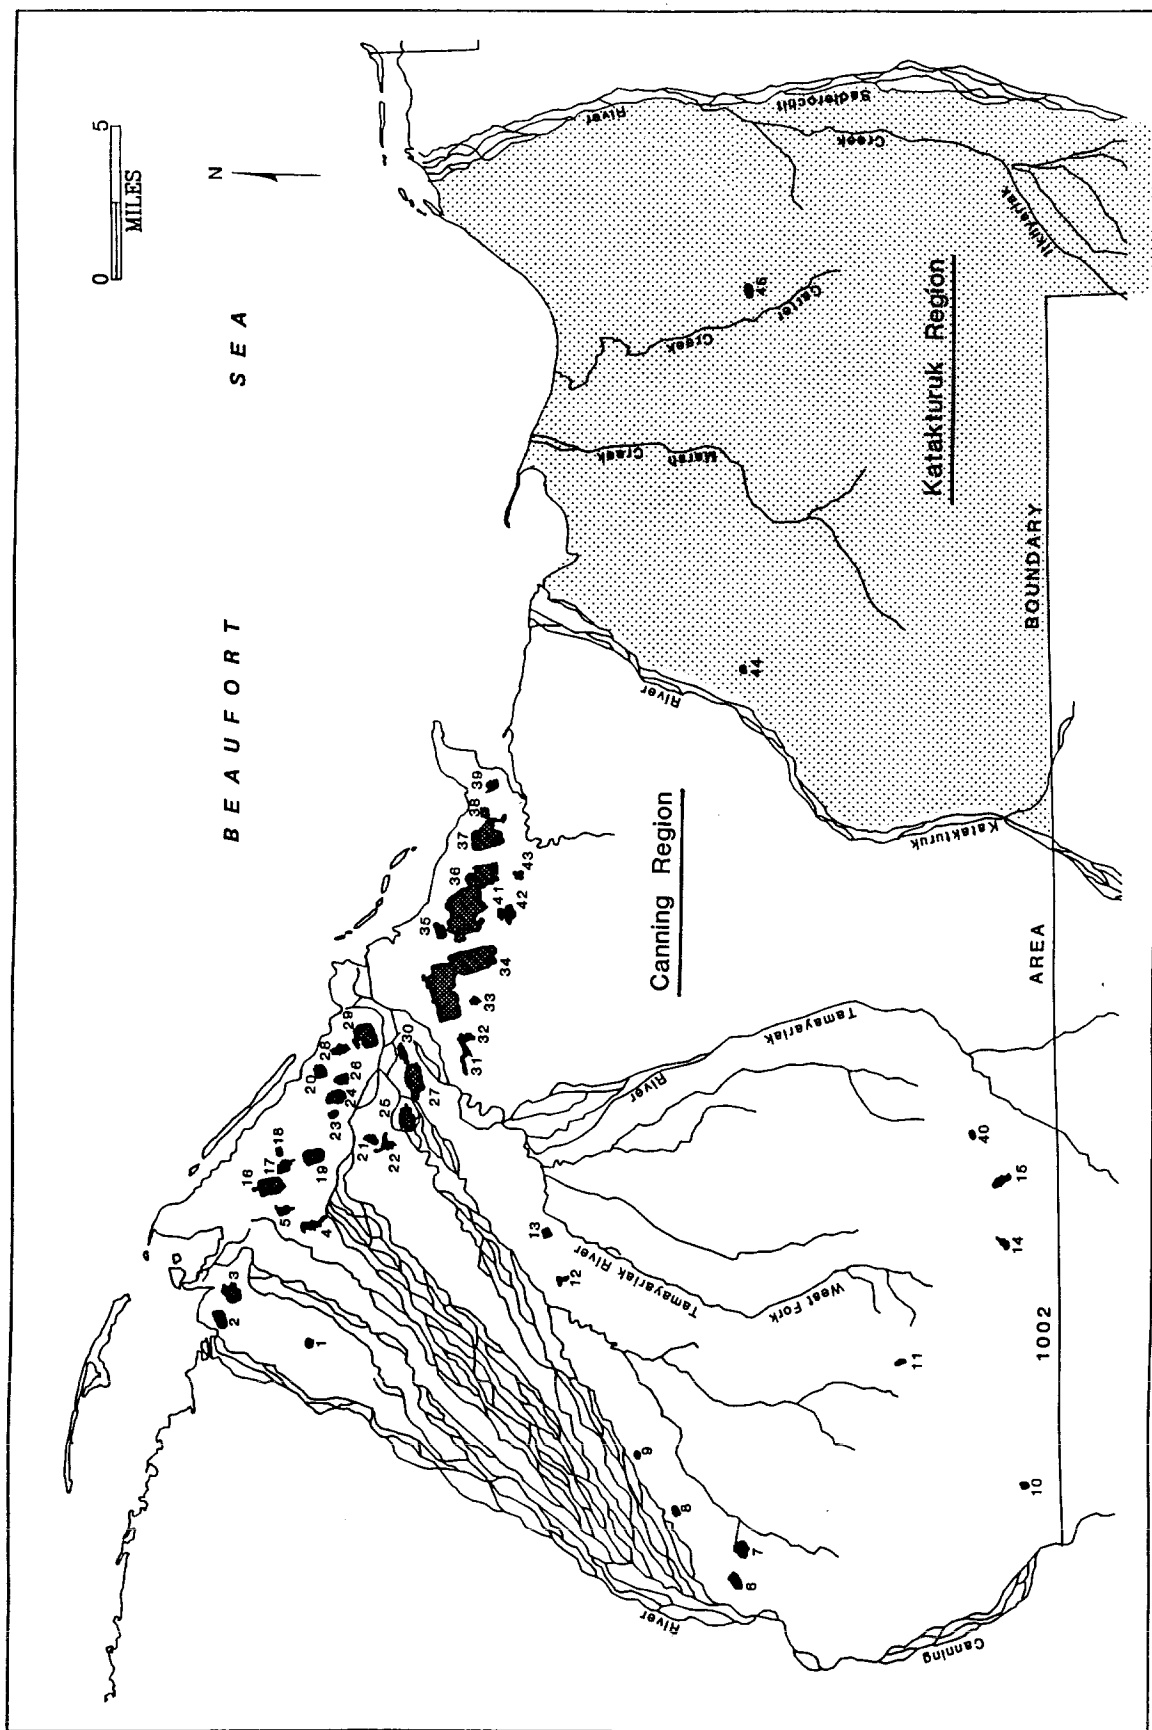 0 5
MILES
N
BEAUFORT SEA
2
3
1
5
4
16
17
18
19
20
28
29
23
24
26
21
22
25
30
27
31
32
33
34
35
36
37
38
39
41
42
43
Canning Region
Katakturuk Region
River
Sadlerochit
Creek
Itkilyariak
45
Carter
Creek
Marsh
Creek
44
River
Katakturuk
13
12
Tamayariak River
West Fork
River
Tamayariak
40
15
14
11
9
8
7
6
10
River
Canning
1002 AREA BOUNDARY